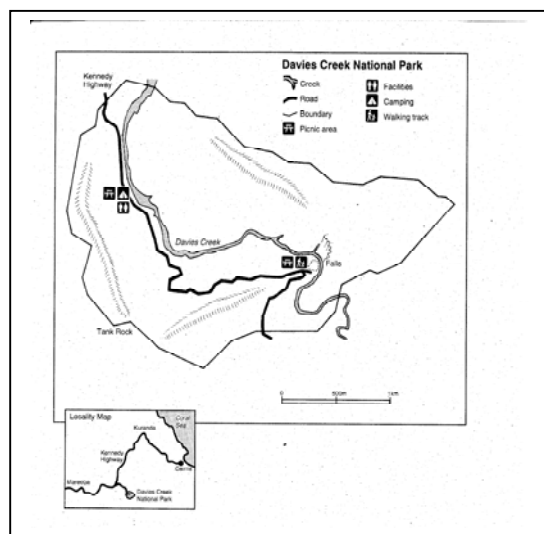 Davies Creek National Park
Creek
Road
Boundary
Picnic area
Facilities
Camping
Walking track
Kennedy
Highway
Davies Creek
Falls
Tank Rock
0
500m
1km
Locality Map
Coral
Sea
Kuranda
Kennedy
Highway
Cairns
Mareeba
Davies Creek
National Park